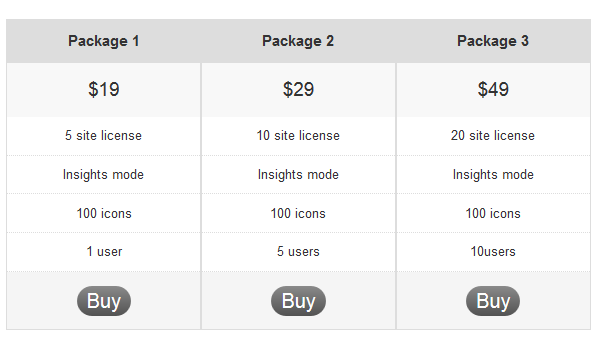 Package 1 Package 2 Package 3
$19 $29 $49
5 site license 10 site license 20 site license
Insights mode Insights mode Insights mode
100 icons 100 icons 100 icons
1 user 5 users 10users
Buy Buy Buy